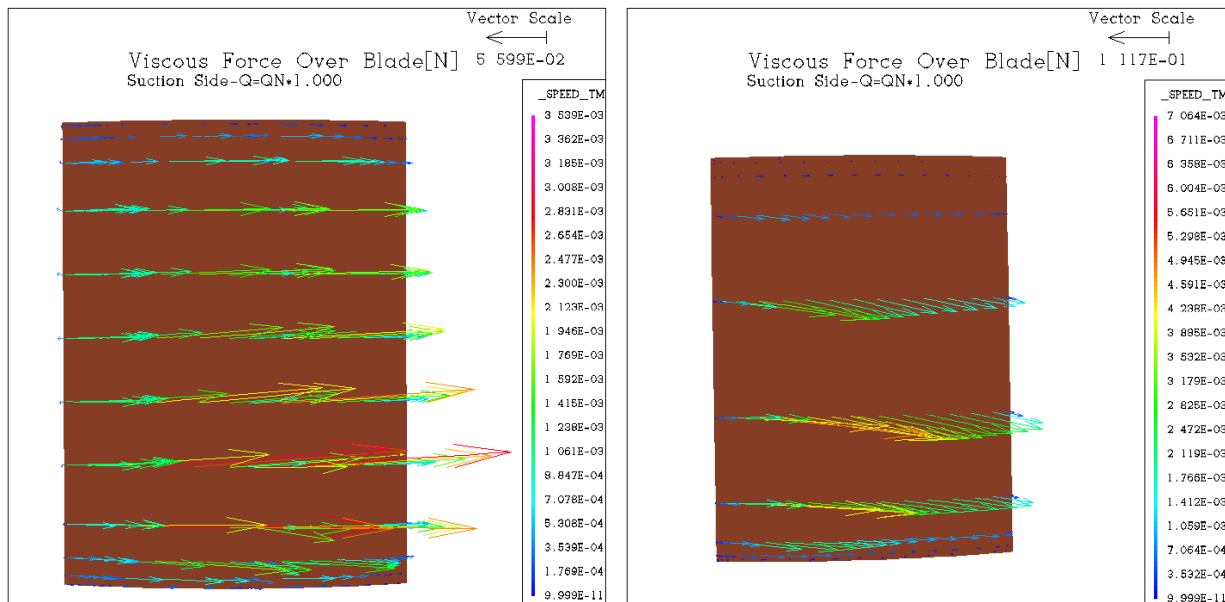 Vector Scale
Viscous Force Over Blade[N] 5 599E-02
Suction Side-Q=QN*1.000
_SPEED_TM
3 539E-03
3 362E-03
3 185E-03
3.008E-03
2.831E-03
2.654E-03
2.477E-03
2.300E-03
2 123E-03
1 946E-03
1 769E-03
1 592E-03
1 415E-03
1 238E-03
1 061E-03
8.847E-04
7.078E-04
5.308E-04
3.539E-04
1.769E-04
9.999E-11
Vector Scale
Viscous Force Over Blade[N] 1 117E-01
Suction Side-Q=QN*1.000
_SPEED_TM
7 064E-03
6 711E-03
6 358E-03
6 004E-03
5.651E-03
5.298E-03
4.945E-03
4.591E-03
4 238E-03
3 885E-03
3 532E-03
3 179E-03
2 825E-03
2 472E-03
2 119E-03
1.766E-03
1.412E-03
1 059E-03
7 064E-04
3 532E-04
9 999E-11